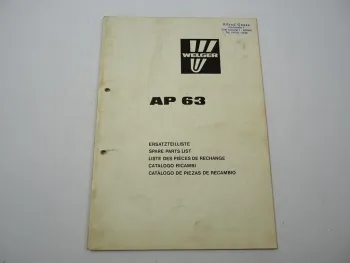 WELGER
AP 63
ERSATZTEILLISTE
SPARE PARTS LIST
LISTE DES PIÈCES DE RECHANGE
CATALOGO RICAMBI
CATÁLOGO DE PIEZAS DE RECAMBIO